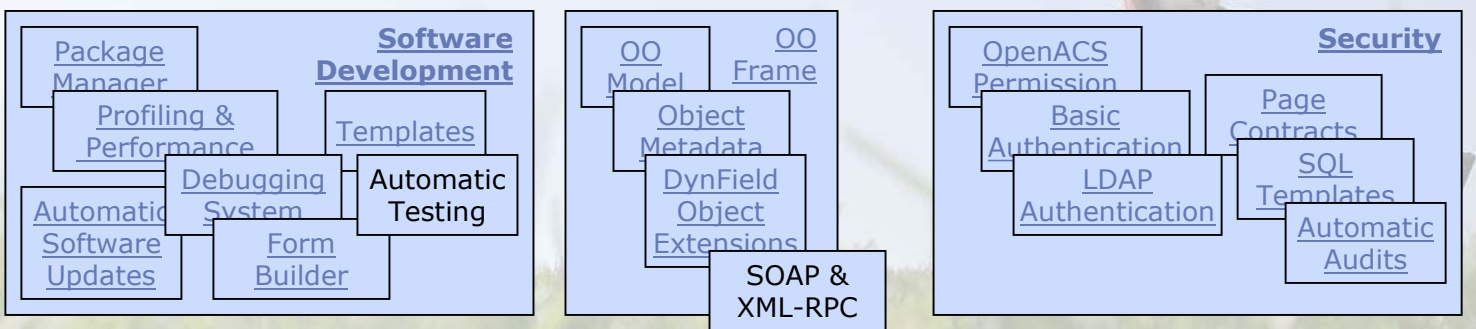 Software
Development
Package
Manager
Profiling &
Performance
Templates
Debugging
System
Automatic
Testing
Automatic
Software
Updates
Form
Builder
OO
Frame
OO
Model
Object
Metadata
DynField
Object
Extensions
SOAP &
XML-RPC
Security
OpenACS
Permission
Basic
Authentication
LDAP
Authentication
Page
Contracts
SQL
Templates
Automatic
Audits